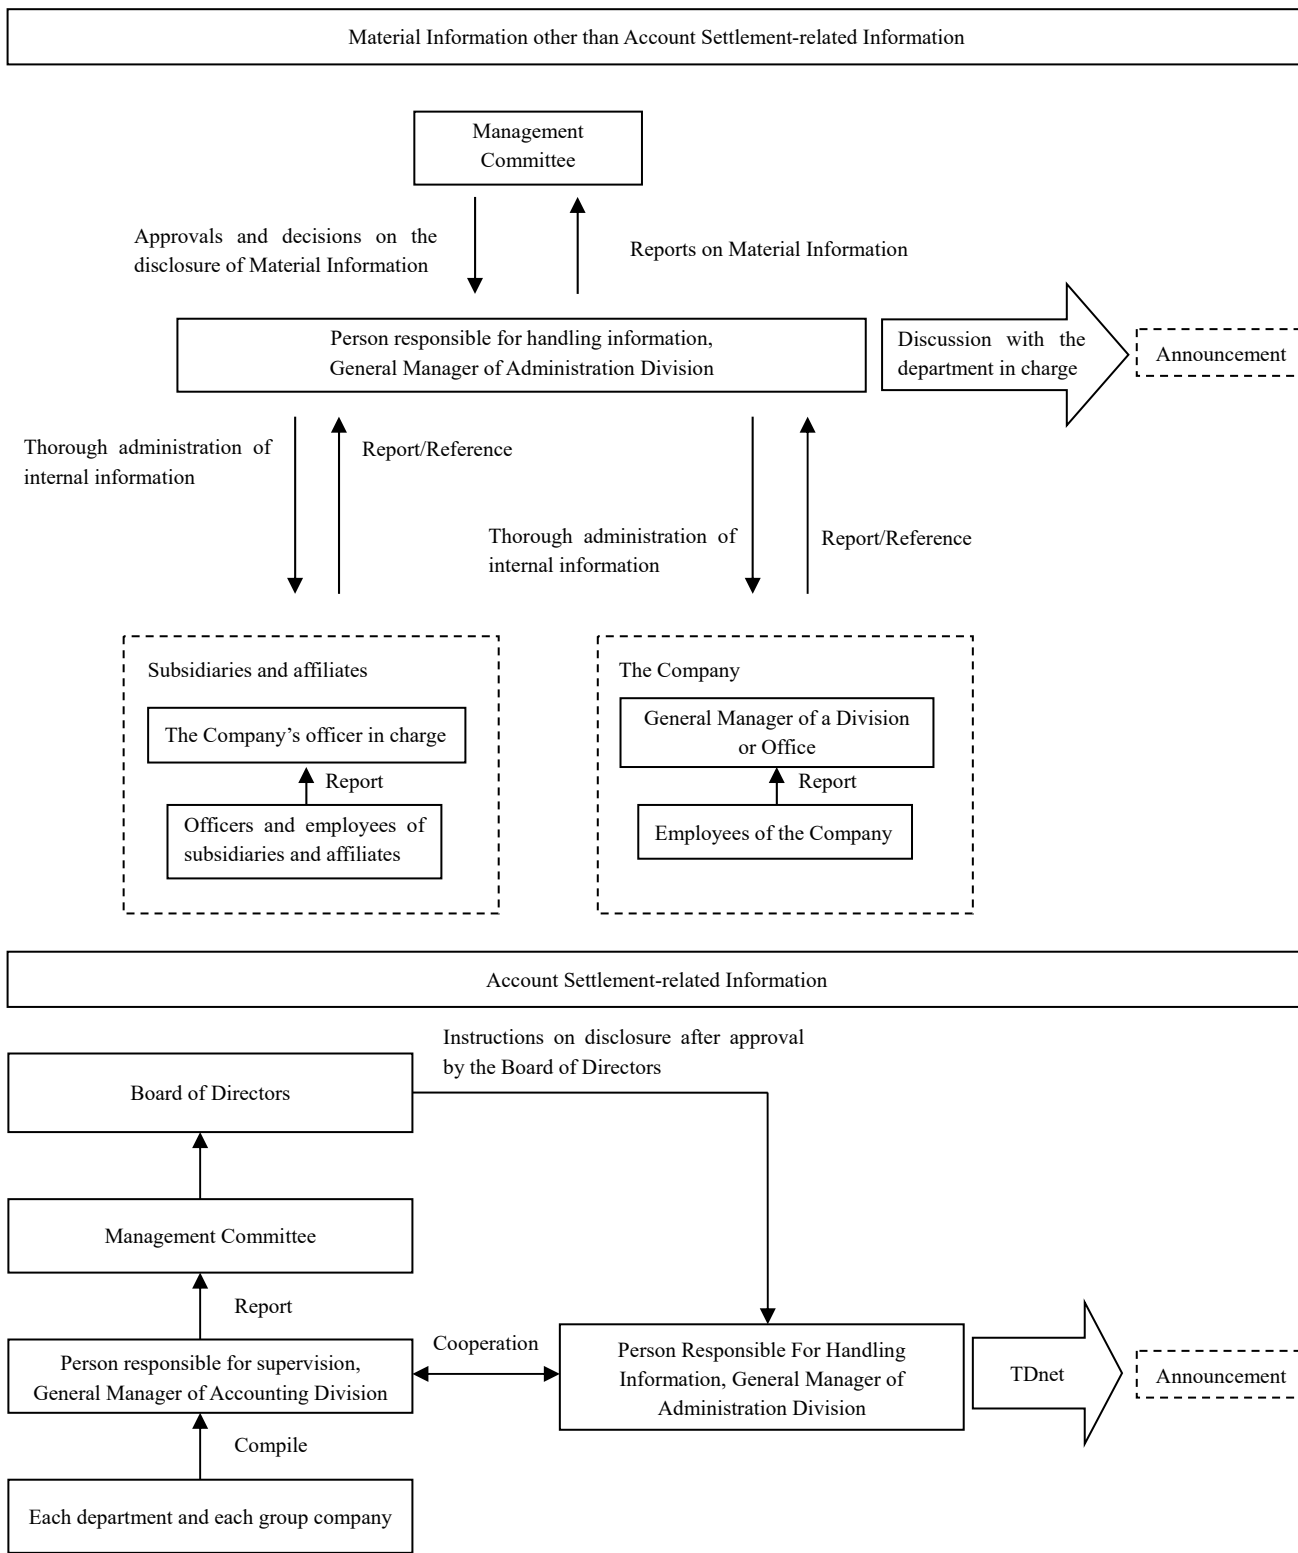 Material Information other than Account Settlement-related Information
Management
Committee
Approvals and decisions on the
disclosure of Material Information
Reports on Material Information
Person responsible for handling information,
General Manager of Administration Division
Discussion with the
department in charge
Announcement
Thorough administration of
internal information
Report/Reference
Thorough administration of
internal information
Report/Reference
Subsidiaries and affiliates
The Company’s officer in charge
Report
Officers and employees of
subsidiaries and affiliates
The Company
General Manager of a Division
or Office
Report
Employees of the Company
Account Settlement-related Information
Instructions on disclosure after approval
by the Board of Directors
Board of Directors
Management Committee
Report
Person responsible for supervision,
General Manager of Accounting Division
Cooperation
Person Responsible For Handling
Information, General Manager of
Administration Division
TDnet
Announcement
Compile
Each department and each group company